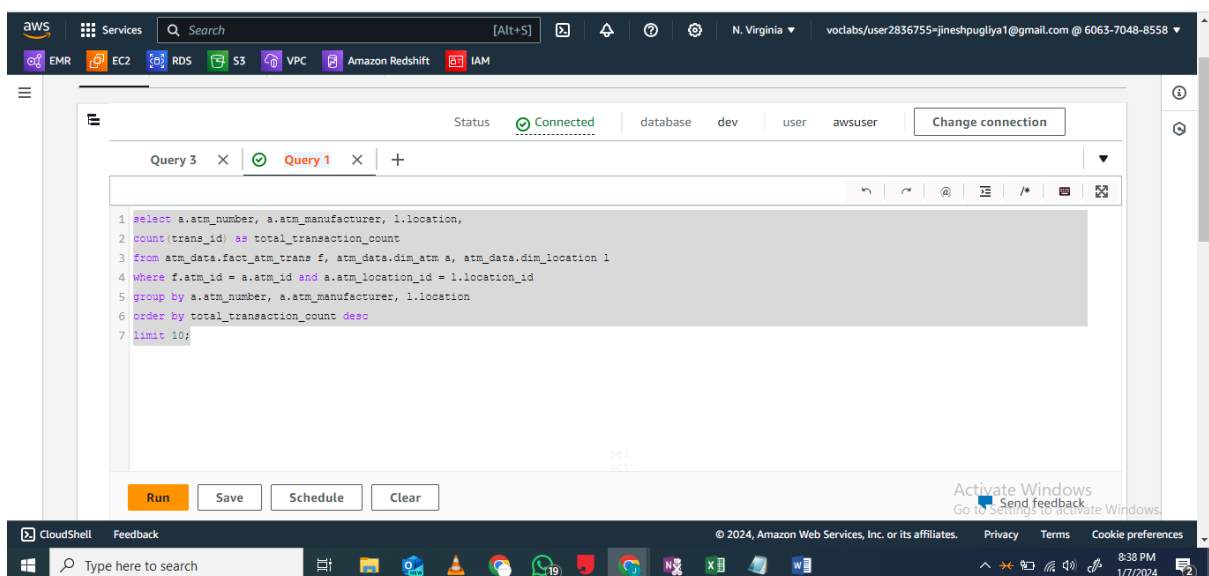 aws
Services
Search
[Alt+S]
N. Virginia ▼
voclabs/user2836755=jineshpugliya1@gmail.com @ 6063-7048-8558 ▼
EMR EC2 RDS S3 VPC Amazon Redshift IAM
Status Connected database dev user awsuser Change connection
Query 3 Query 1
1 select a.atm_number, a.atm_manufacturer, l.location,
2 count(trans_id) as total_transaction_count
3 from atm_data.fact_atm_trans f, atm_data.dim_atm a, atm_data.dim_location l
4 where f.atm_id = a.atm_id and a.atm_location_id = l.location_id
5 group by a.atm_number, a.atm_manufacturer, l.location
6 order by total_transaction_count desc
7 limit 10;
sel
Run Save Schedule Clear
Activate Windows
Send feedback
Go to Settings to activate Windows.
CloudShell Feedback © 2024, Amazon Web Services, Inc. or its affiliates. Privacy Terms Cookie preferences
Type here to search
19
8:38 PM
1/7/2024
2